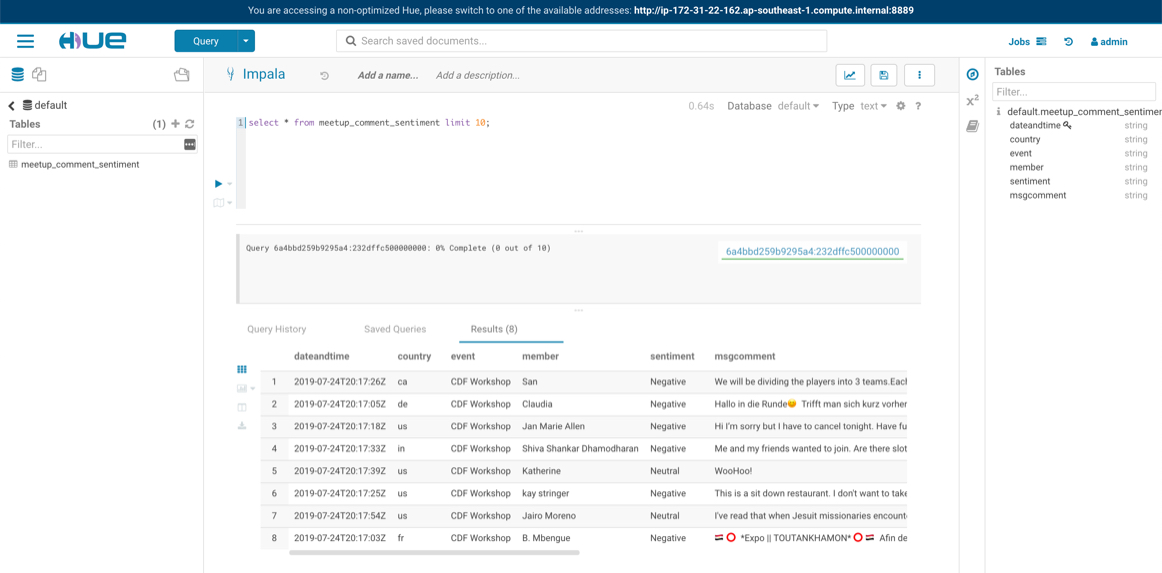 You are accessing a non-optimized Hue, please switch to one of the available addresses: http://ip-172-31-22-162.ap-southeast-1.compute.internal:8889
HUE
Query
Search saved documents...
Jobs
admin
Impala
Add a name...
Add a description...
default
Tables (1)
Filter...
meetup_comment_sentiment
0.64s Database default Type text ?
1 select * from meetup_comment_sentiment limit 10;
Query 6a4bbd259b9295a4:232dffc500000000: 0% Complete (0 out of 10)
6a4bbd259b9295a4:232dffc500000000
Query History Saved Queries Results (8)
dateandtime country event member sentiment msgcomment
1 2019-07-24T20:17:26Z ca CDF Workshop San Negative We will be dividing the players into 3 teams.Each
2 2019-07-24T20:17:05Z de CDF Workshop Claudia Negative Hallo in die Runde😊 Trifft man sich kurz vorher
3 2019-07-24T20:17:18Z us CDF Workshop Jan Marie Allen Negative Hi I'm sorry but I have to cancel tonight. Have fu
4 2019-07-24T20:17:33Z in CDF Workshop Shiva Shankar Dhamodharan Negative Me and my friends wanted to join. Are there slot
5 2019-07-24T20:17:39Z us CDF Workshop Katherine Neutral WooHoo!
6 2019-07-24T20:17:25Z us CDF Workshop kay stringer Negative This is a sit down restaurant. I don't want to take
7 2019-07-24T20:17:54Z us CDF Workshop Jairo Moreno Neutral I've read that when Jesuit missionaries encount
8 2019-07-24T20:17:03Z fr CDF Workshop B. Mbengue Negative 🇪🇬 ⭕ *Expo || TOUTANKHAMON* ⭕ 🇪🇬 Afin de
x²
Tables
Filter...
i default.meetup_comment_sentimen
dateandtime string
country string
event string
member string
sentiment string
msgcomment string